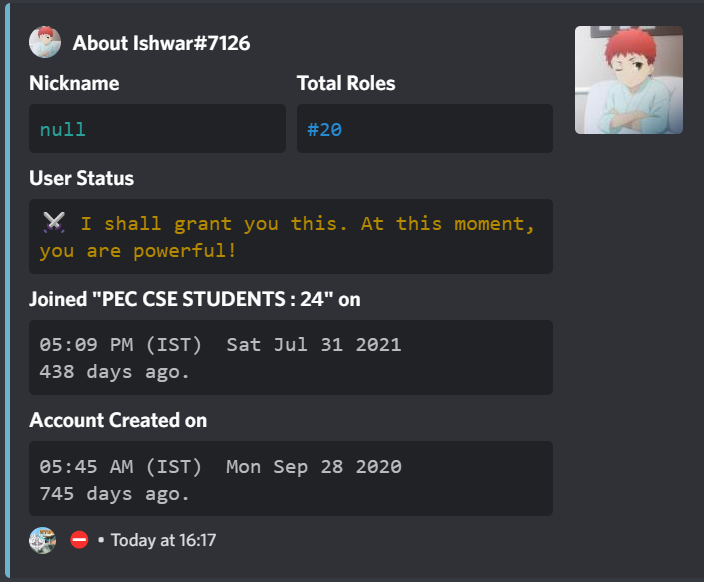 About Ishwar#7126
Nickname
Total Roles
null
#20
User Status
⚔️ I shall grant you this. At this moment,
you are powerful!
Joined "PEC CSE STUDENTS : 24" on
05:09 PM (IST)  Sat Jul 31 2021
438 days ago.
Account Created on
05:45 AM (IST)  Mon Sep 28 2020
745 days ago.
⛔ • Today at 16:17